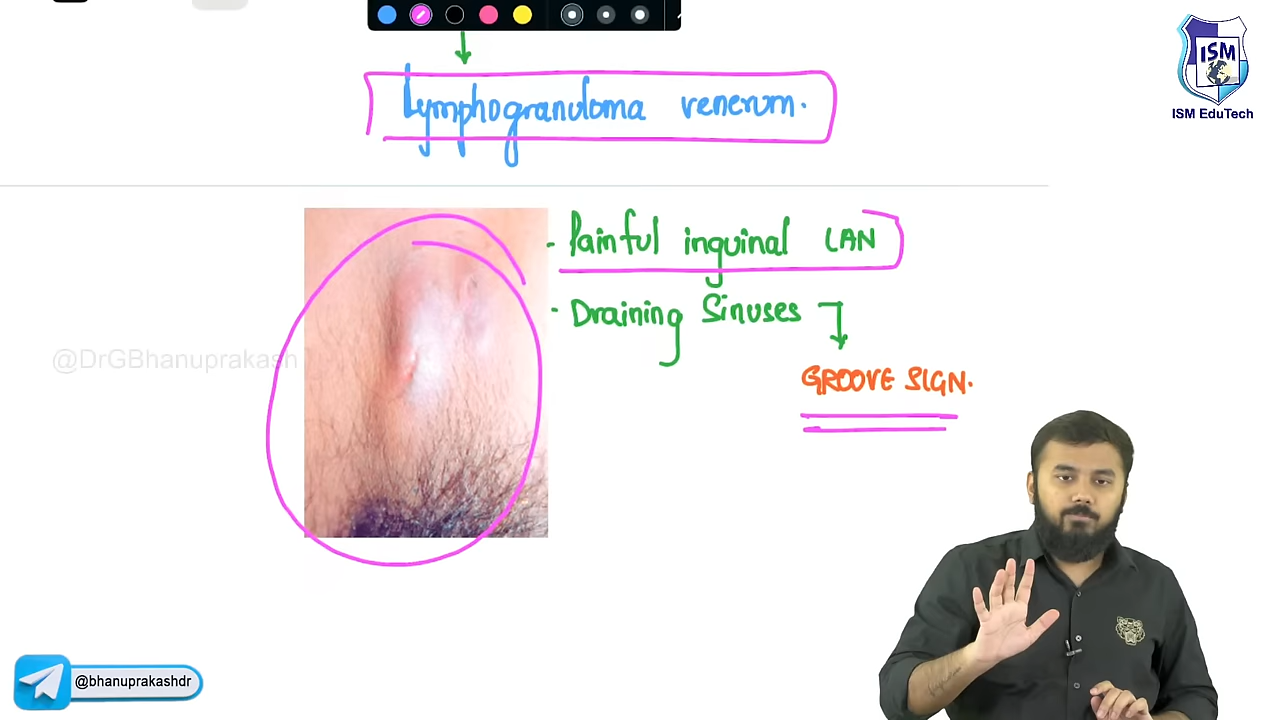 ISM
ISM EduTech
Lymphogranuloma venerum.
- Painful inguinal LAN
- Draining Sinuses
GROOVE SIGN.
@DrGBhanuprakash
@bhanuprakashdr